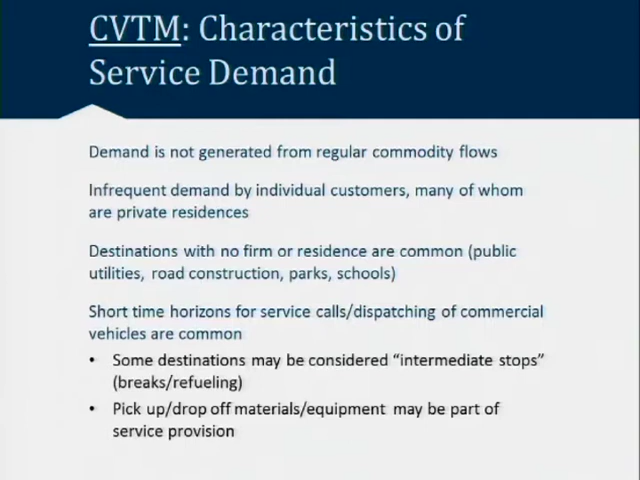 CVTM: Characteristics of
Service Demand
Demand is not generated from regular commodity flows
Infrequent demand by individual customers, many of whom
are private residences
Destinations with no firm or residence are common (public
utilities, road construction, parks, schools)
Short time horizons for service calls/dispatching of commercial
vehicles are common
• Some destinations may be considered “intermediate stops”
(breaks/refueling)
• Pick up/drop off materials/equipment may be part of
service provision